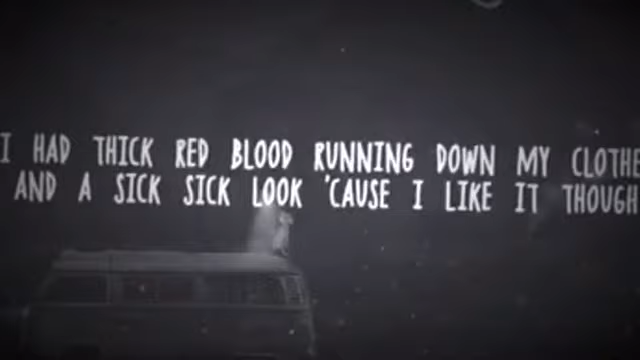 I HAD THICK RED BLOOD RUNNING DOWN MY CLOTHE
AND A SICK SICK LOOK 'CAUSE I LIKE IT THOUGH